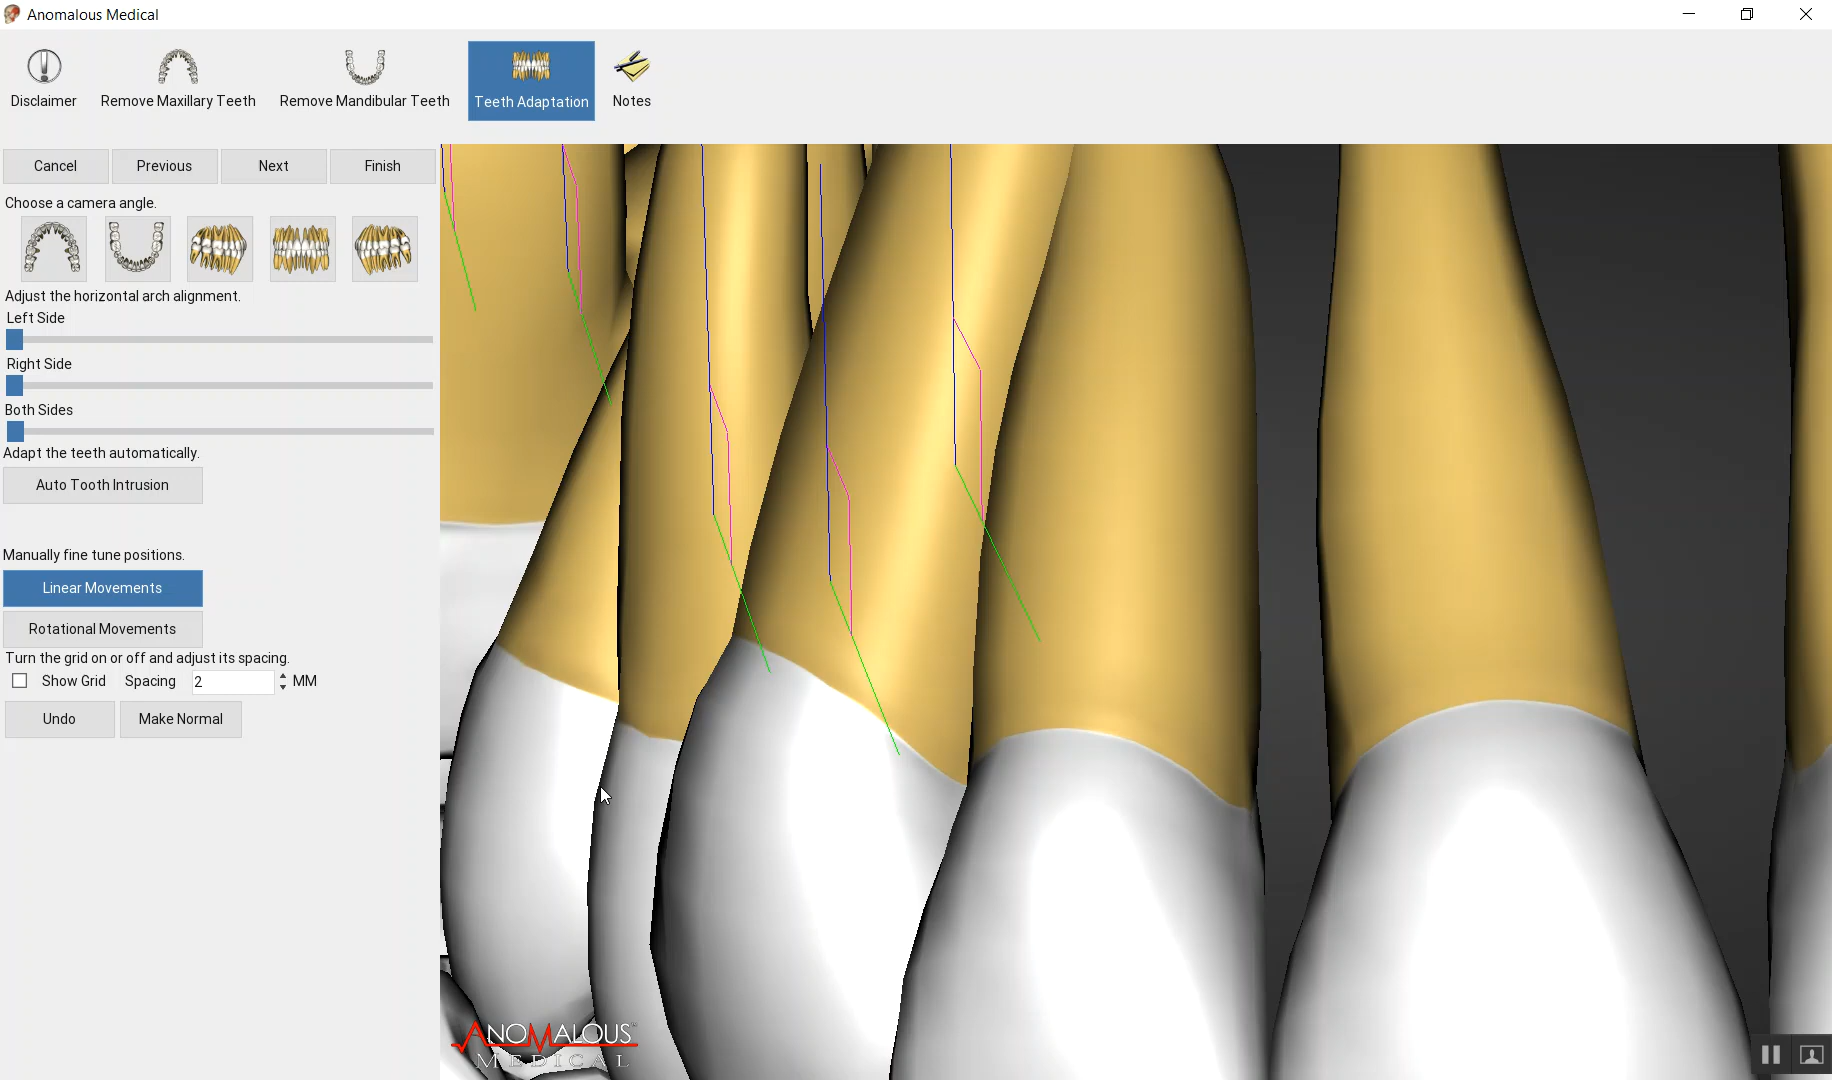 Anomalous Medical
Disclaimer
Remove Maxillary Teeth
Remove Mandibular Teeth
Teeth Adaptation
Notes
Cancel
Previous
Next
Finish
Choose a camera angle.
Adjust the horizontal arch alignment.
Left Side
Right Side
Both Sides
Adapt the teeth automatically.
Auto Tooth Intrusion
Manually fine tune positions.
Linear Movements
Rotational Movements
Turn the grid on or off and adjust its spacing.
Show Grid Spacing 2 MM
Undo
Make Normal
ANOMALOUS
MEDICAL